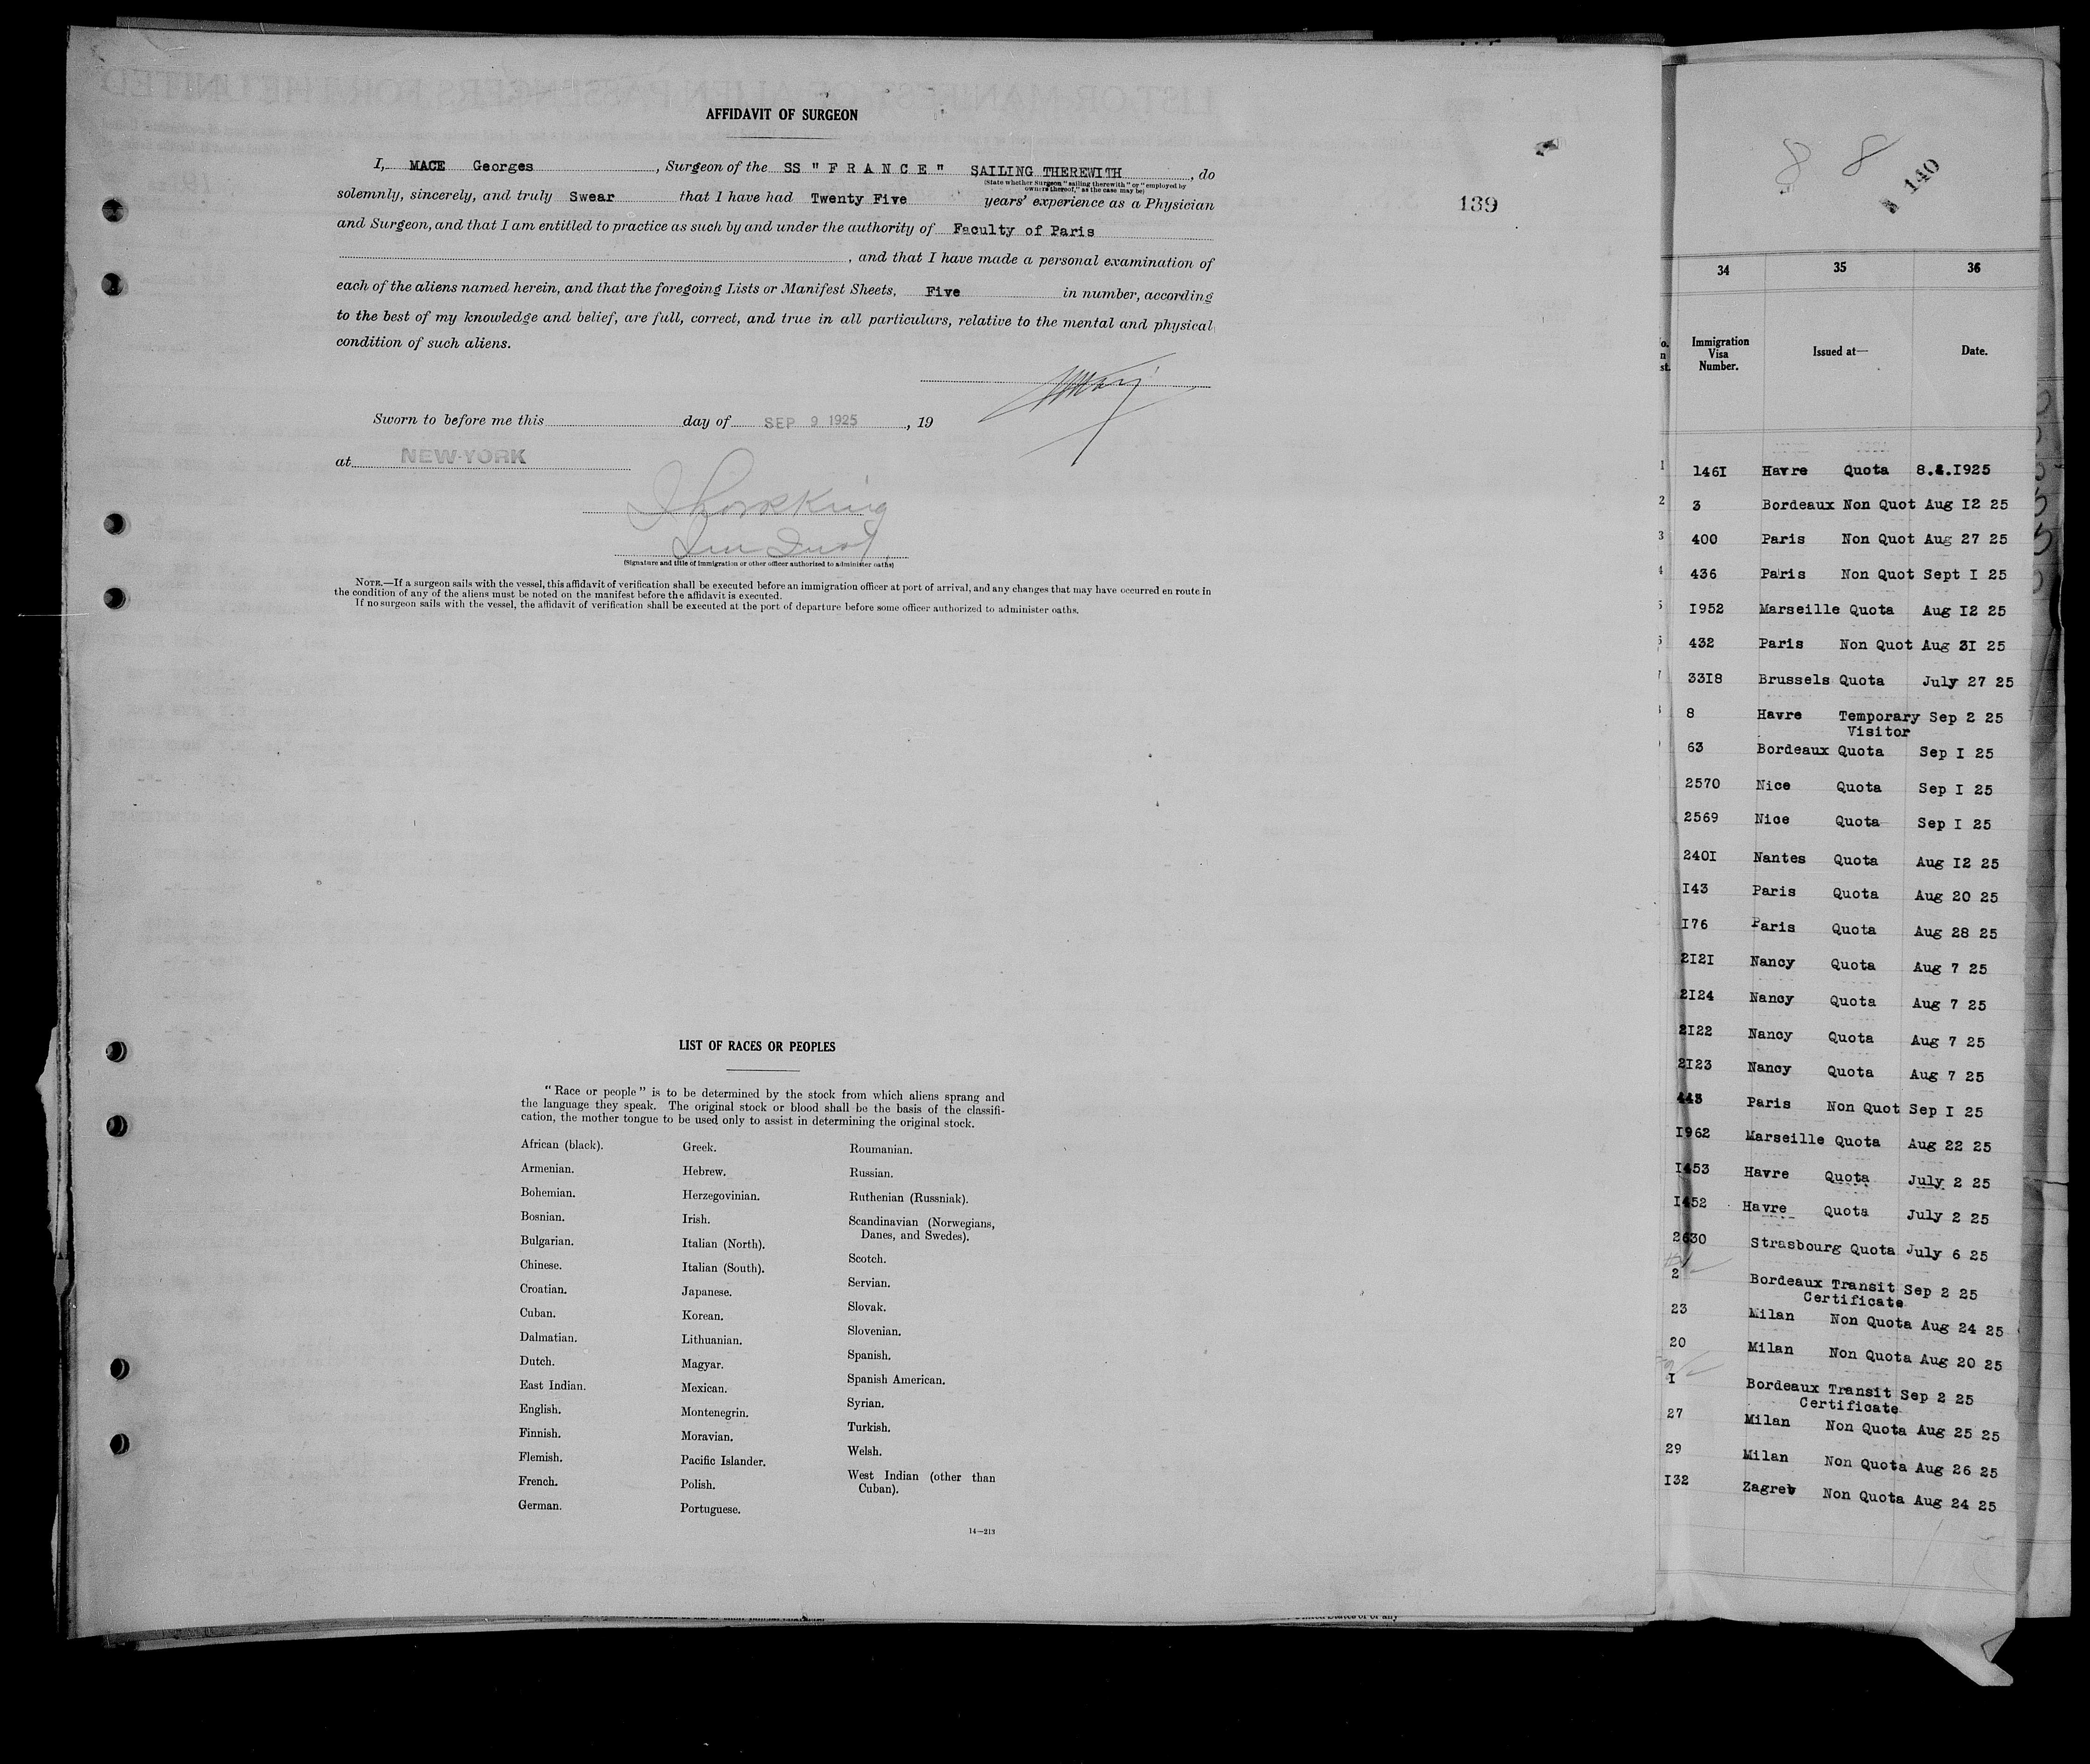 AFFIDAVIT OF SURGEON
I, MACE Georges , Surgeon of the SS " F R A N C E " SAILING THEREWITH , do
(State whether Surgeon "sailing therewith" or "employed by
owners thereof," as the case may be)
solemnly, sincerely, and truly Swear that I have had Twenty Five years' experience as a Physician
and Surgeon, and that I am entitled to practice as such by and under the authority of Faculty of Paris
, and that I have made a personal examination of
each of the aliens named herein, and that the foregoing Lists or Manifest Sheets, Five in number, according
to the best of my knowledge and belief, are full, correct, and true in all particulars, relative to the mental and physical
condition of such aliens.
Sworn to before me this day of SEP 9 1925 , 19
at NEW-YORK
(Signature and title of immigration or other officer authorized to administer oaths)
NOTE.—If a surgeon sails with the vessel, this affidavit of verification shall be executed before an immigration officer at port of arrival, and any changes that may have occurred en route in
the condition of any of the aliens must be noted on the manifest before the affidavit is executed.
If no surgeon sails with the vessel, the affidavit of verification shall be executed at the port of departure before some officer authorized to administer oaths.
139
LIST OF RACES OR PEOPLES
"Race or people" is to be determined by the stock from which aliens sprang and
the language they speak. The original stock or blood shall be the basis of the classifi-
cation, the mother tongue to be used only to assist in determining the original stock.
African (black).
Armenian.
Bohemian.
Bosnian.
Bulgarian.
Chinese.
Croatian.
Cuban.
Dalmatian.
Dutch.
East Indian.
English.
Finnish.
Flemish.
French.
German.
Greek.
Hebrew.
Herzegovinian.
Irish.
Italian (North).
Italian (South).
Japanese.
Korean.
Lithuanian.
Magyar.
Mexican.
Montenegrin.
Moravian.
Pacific Islander.
Polish.
Portuguese.
Roumanian.
Russian.
Ruthenian (Russniak).
Scandinavian (Norwegians,
Danes, and Swedes).
Scotch.
Servian.
Slovak.
Slovenian.
Spanish.
Spanish American.
Syrian.
Turkish.
Welsh.
West Indian (other than
Cuban).
14—213
8 8
140
34 35 36
Immigration
Visa
Number.
Issued at—
Date.
1461 Havre Quota 8.8.1925
3 Bordeaux Non Quot Aug 12 25
400 Paris Non Quot Aug 27 25
436 Paris Non Quot Sept I 25
1952 Marseille Quota Aug 12 25
432 Paris Non Quot Aug 31 25
3318 Brussels Quota July 27 25
8 Havre Temporary Sep 2 25
Visitor
63 Bordeaux Quota Sep I 25
2570 Nice Quota Sep I 25
2569 Nice Quota Sep I 25
2401 Nantes Quota Aug 12 25
143 Paris Quota Aug 20 25
176 Paris Quota Aug 28 25
2121 Nancy Quota Aug 7 25
2124 Nancy Quota Aug 7 25
2122 Nancy Quota Aug 7 25
2123 Nancy Quota Aug 7 25
443 Paris Non Quot Sep I 25
1962 Marseille Quota Aug 22 25
1453 Havre Quota July 2 25
1452 Havre Quota July 2 25
2630 Strasbourg Quota July 6 25
2 Bordeaux Transit Sep 2 25
Certificate
23 Milan Non Quota Aug 24 25
20 Milan Non Quota Aug 20 25
I Bordeaux Transit Sep 2 25
Certificate
27 Milan Non Quota Aug 25 25
29 Milan Non Quota Aug 26 25
132 Zagreb Non Quota Aug 24 25